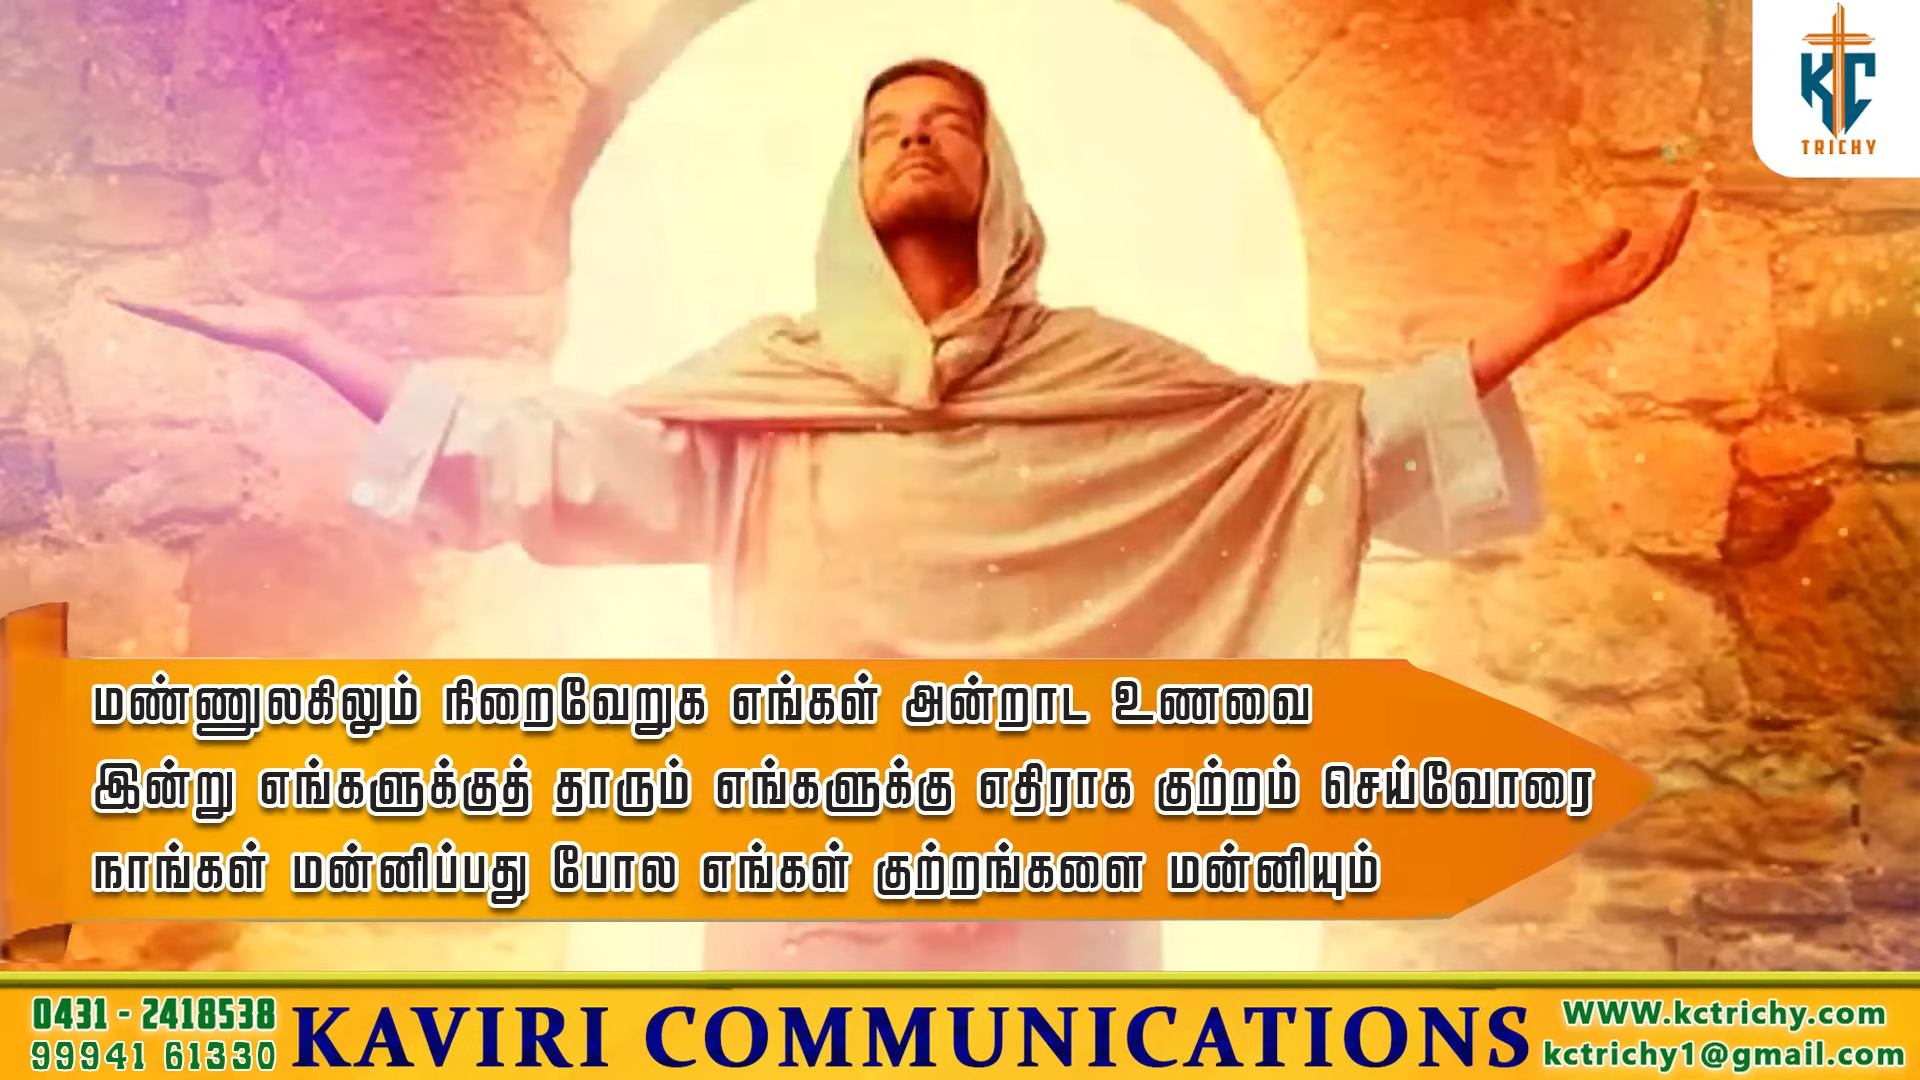 KTC
TRICHY
மண்ணுலகிலும் நிறைவேறுக எங்கள் அன்றாட உணவை
இன்று எங்களுக்குத் தாரும் எங்களுக்கு எதிராக குற்றம் செய்வோரை
நாங்கள் மன்னிப்பது போல எங்கள் குற்றங்களை மன்னியும்
0431 - 2418538
99941 61330
KAVIRI COMMUNICATIONS
www.kctrichy.com
kctrichy1@gmail.com